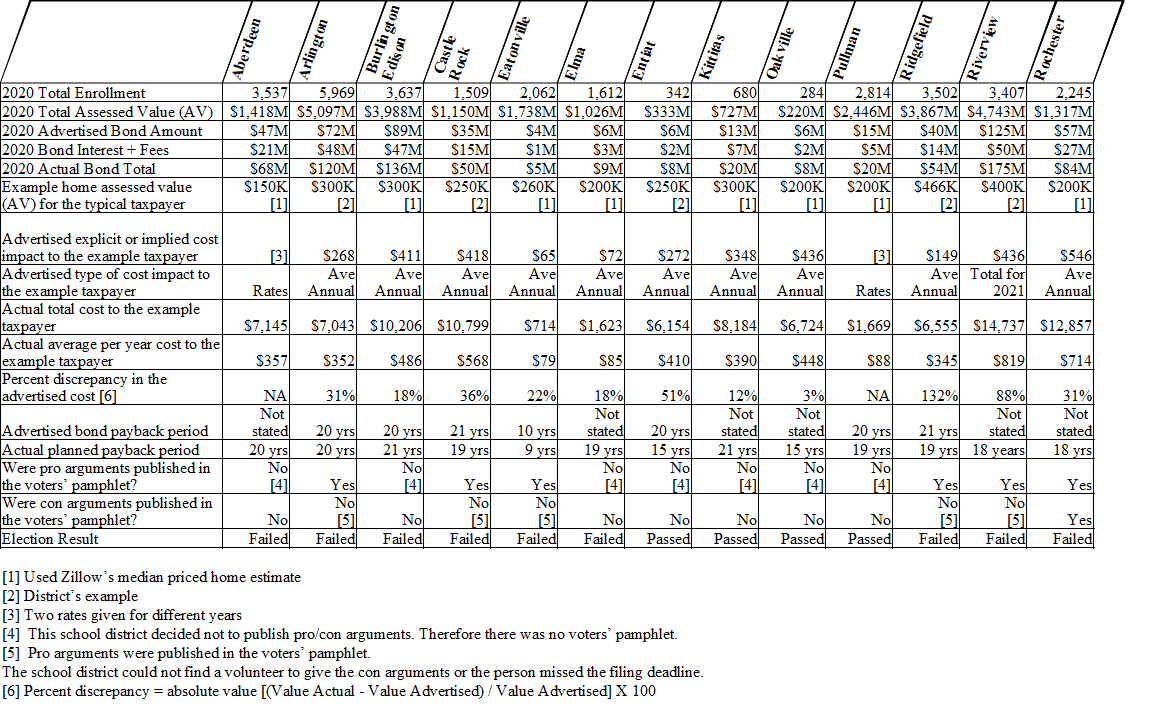 Aberdeen Arlington Burlington Edison Castle Rock Eatonville Elma Entiat Kittitas Oakville Pullman Ridgefield Riverview Rochester
2020 Total Enrollment 3,537 5,969 3,637 1,509 2,062 1,612 342 680 284 2,814 3,502 3,407 2,245
2020 Total Assessed Value (AV) $1,418M $5,097M $3,988M $1,150M $1,738M $1,026M $333M $727M $220M $2,446M $3,867M $4,743M $1,317M
2020 Advertised Bond Amount $47M $72M $89M $35M $4M $6M $6M $13M $6M $15M $40M $125M $57M
2020 Bond Interest + Fees $21M $48M $47M $15M $1M $3M $2M $7M $2M $5M $14M $50M $27M
2020 Actual Bond Total $68M $120M $136M $50M $5M $9M $8M $20M $8M $20M $54M $175M $84M
Example home assessed value $150K $300K $300K $250K $260K $200K $250K $300K $200K $200K $466K $400K $200K
(AV) for the typical taxpayer [1] [2] [1] [2] [1] [1] [2] [1] [1] [1] [2] [2] [1]
Advertised explicit or implied cost
impact to the example taxpayer [3] $268 $411 $418 $65 $72 $272 $348 $436 [3] $149 $436 $546
Advertised type of cost impact to Ave Ave Ave Ave Ave Ave Ave Ave Ave Total for Ave
the example taxpayer Rates Annual Annual Annual Annual Annual Annual Annual Annual Rates Annual 2021 Annual
Actual total cost to the example
taxpayer $7,145 $7,043 $10,206 $10,799 $714 $1,623 $6,154 $8,184 $6,724 $1,669 $6,555 $14,737 $12,857
Actual average per year cost to the
example taxpayer $357 $352 $486 $568 $79 $85 $410 $390 $448 $88 $345 $819 $714
Percent discrepancy in the
advertised cost [6] NA 31% 18% 36% 22% 18% 51% 12% 3% NA 132% 88% 31%
Not Not Not Not Not Not
Advertised bond payback period stated 20 yrs 20 yrs 21 yrs 10 yrs stated 20 yrs stated stated 20 yrs 21 yrs stated stated
Actual planned payback period 20 yrs 20 yrs 21 yrs 19 yrs 9 yrs 19 yrs 15 yrs 21 yrs 15 yrs 19 yrs 19 yrs 18 years 18 yrs
Were pro arguments published in No No No No No No No
the voters' pamphlet? [4] Yes [4] Yes Yes [4] [4] [4] [4] [4] Yes Yes Yes
Were con arguments published in No No No No No
the voters' pamphlet? No [5] No [5] [5] No No No No No [5] [5] Yes
Election Result Failed Failed Failed Failed Failed Failed Passed Passed Passed Passed Failed Failed Failed
[1] Used Zillow's median priced home estimate
[2] District's example
[3] Two rates given for different years
[4] This school district decided not to publish pro/con arguments. Therefore there was no voters' pamphlet.
[5] Pro arguments were published in the voters' pamphlet.
The school district could not find a volunteer to give the con arguments or the person missed the filing deadline.
[6] Percent discrepancy = absolute value [(Value Actual - Value Advertised) / Value Advertised] X 100